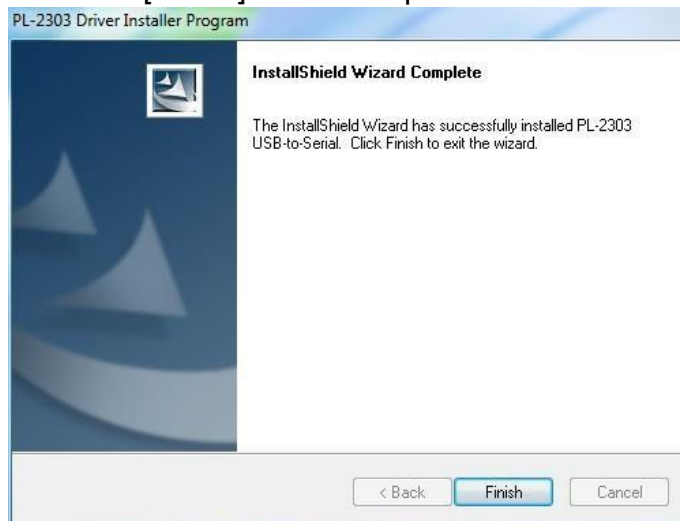 PL-2303 Driver Installer Program
InstallShield Wizard Complete
The InstallShield Wizard has successfully installed PL-2303
USB-to-Serial. Click Finish to exit the wizard.
< Back Finish Cancel